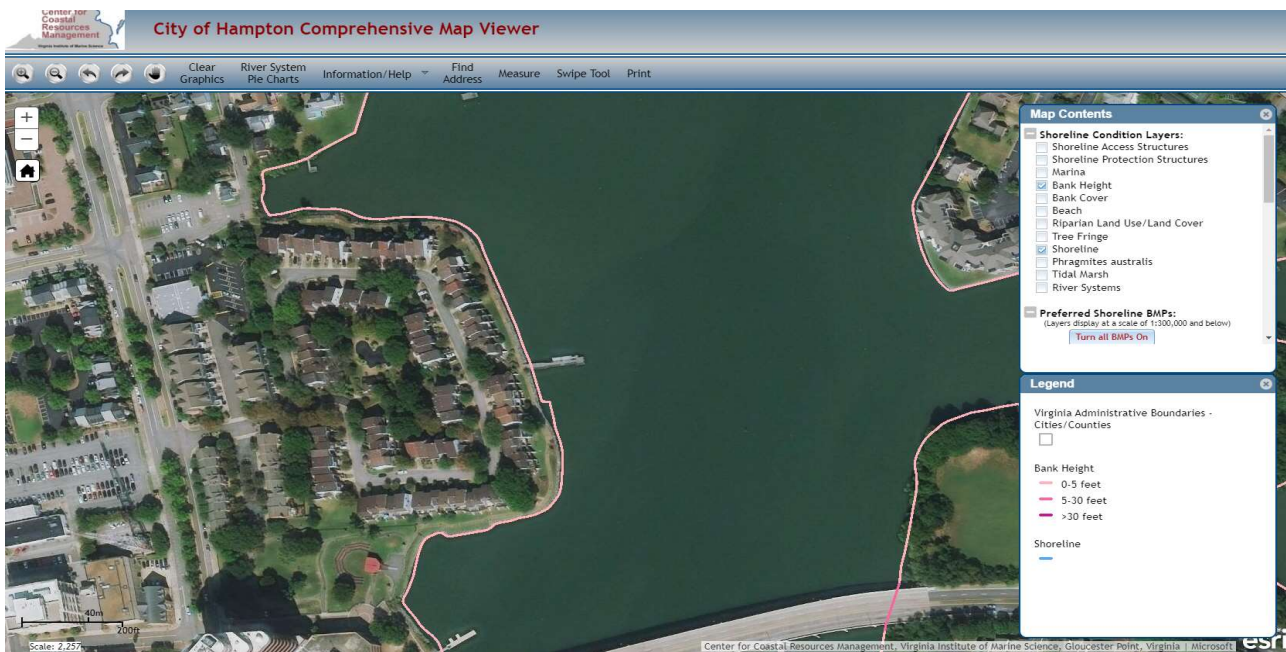 Center for
Coastal
Resources
Management
Virginia Institute of Marine Science
City of Hampton Comprehensive Map Viewer
Clear
Graphics
River System
Pie Charts
Information/Help
Find
Address
Measure
Swipe Tool
Print
+
−
Map Contents
Shoreline Condition Layers:
Shoreline Access Structures
Shoreline Protection Structures
Marina
Bank Height
Bank Cover
Beach
Riparian Land Use/Land Cover
Tree Fringe
Shoreline
Phragmites australis
Tidal Marsh
River Systems
Preferred Shoreline BMPs:
(Layers display at a scale of 1:300,000 and below)
Turn all BMPs On
Legend
Virginia Administrative Boundaries -
Cities/Counties
Bank Height
0-5 feet
5-30 feet
>30 feet
Shoreline
40m
200ft
Scale: 2,257
Center for Coastal Resources Management, Virginia Institute of Marine Science, Gloucester Point, Virginia | Microsoft
esri